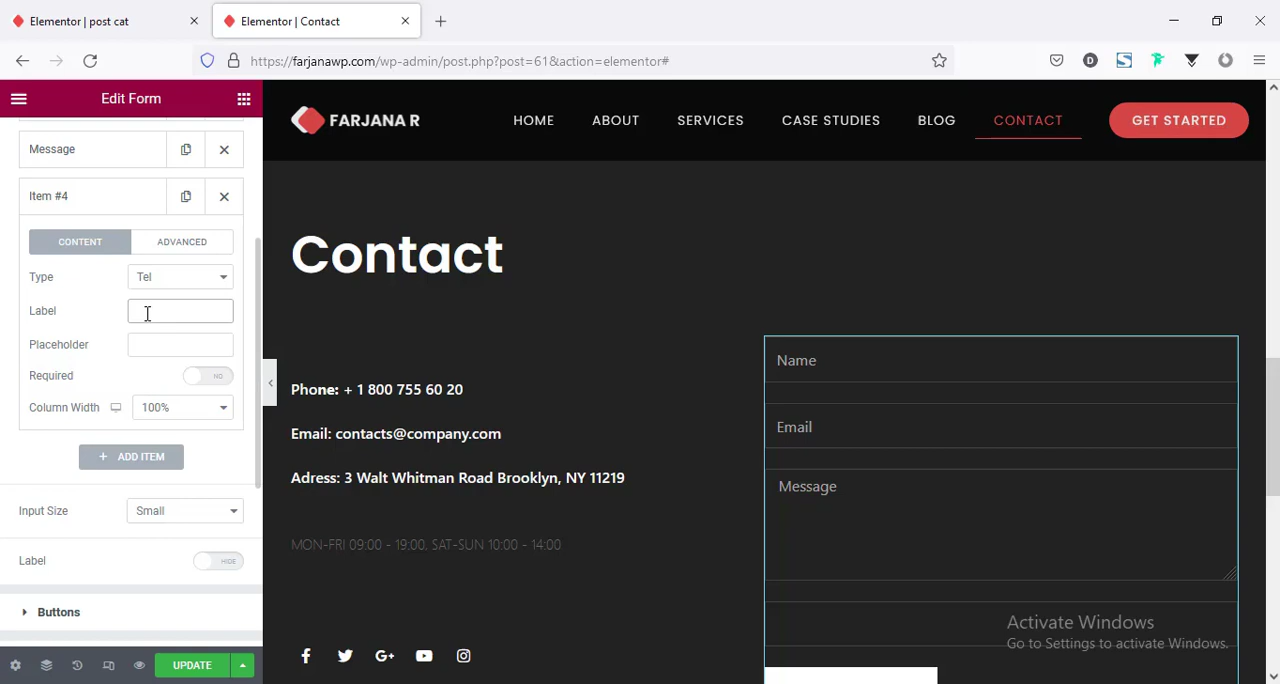 Elementor | post cat
Elementor | Contact
https://farjanawp.com/wp-admin/post.php?post=61&action=elementor#
Edit Form
Message
Item #4
CONTENT
ADVANCED
Type
Tel
Label
Placeholder
Required
NO
Column Width
100%
+ ADD ITEM
Input Size
Small
Label
HIDE
Buttons
UPDATE
FARJANA R
HOME
ABOUT
SERVICES
CASE STUDIES
BLOG
CONTACT
GET STARTED
Contact
Phone: + 1 800 755 60 20
Email: contacts@company.com
Adress: 3 Walt Whitman Road Brooklyn, NY 11219
MON-FRI 09:00 - 19:00, SAT-SUN 10:00 - 14:00
Name
Email
Message
Activate Windows
Go to Settings to activate Windows.